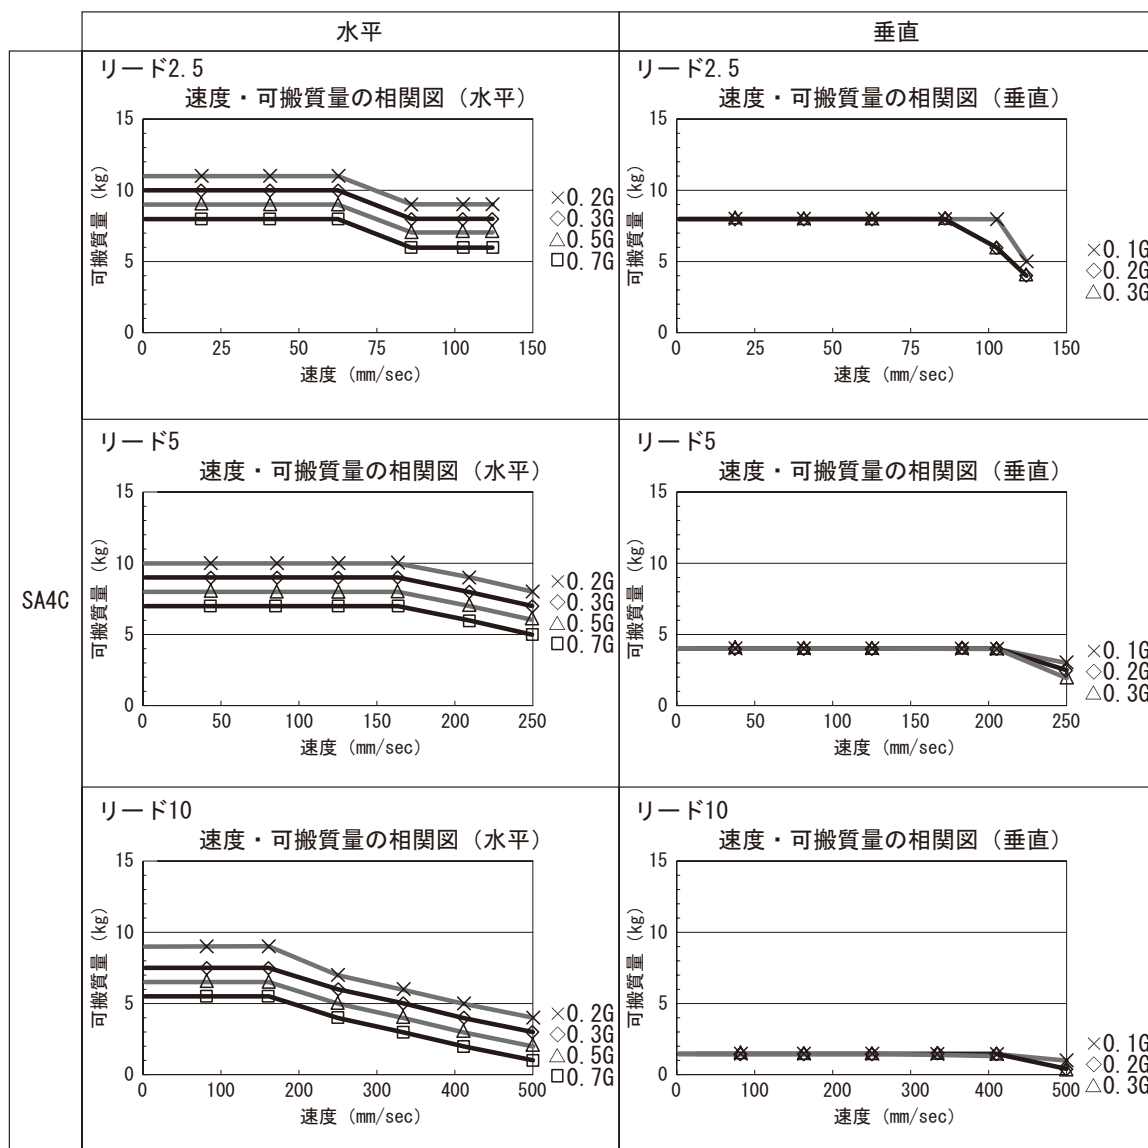 水平 垂直
SA4C
リード2.5
速度・可搬質量の相関図（水平）
可搬質量（kg）
15
10
5
0
0 25 50 75 100 150
速度（mm/sec）
×0.2G
◇0.3G
△0.5G
□0.7G
リード2.5
速度・可搬質量の相関図（垂直）
可搬質量（kg）
15
10
5
0
0 25 50 75 100 150
速度（mm/sec）
×0.1G
◇0.2G
△0.3G
リード5
速度・可搬質量の相関図（水平）
可搬質量（kg）
15
10
5
0
0 50 100 150 200 250
速度（mm/sec）
×0.2G
◇0.3G
△0.5G
□0.7G
リード5
速度・可搬質量の相関図（垂直）
可搬質量（kg）
15
10
5
0
0 50 100 150 200 250
速度（mm/sec）
×0.1G
◇0.2G
△0.3G
リード10
速度・可搬質量の相関図（水平）
可搬質量（kg）
15
10
5
0
0 100 200 300 400 500
速度（mm/sec）
×0.2G
◇0.3G
△0.5G
□0.7G
リード10
速度・可搬質量の相関図（垂直）
可搬質量（kg）
15
10
5
0
0 100 200 300 400 500
速度（mm/sec）
×0.1G
◇0.2G
△0.3G